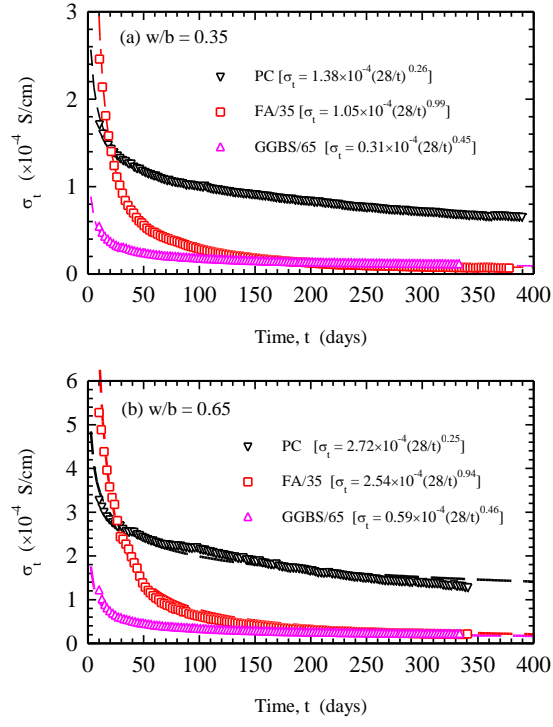 3
2
1
0
σt (×10-4 S/cm)
(a) w/b = 0.35
PC [σt = 1.38×10-4(28/t)0.26]
FA/35 [σt = 1.05×10-4(28/t)0.99]
GGBS/65 [σt = 0.31×10-4(28/t)0.45]
0 50 100 150 200 250 300 350 400
Time, t (days)
6
5
4
3
2
1
0
σt (×10-4 S/cm)
(b) w/b = 0.65
PC [σt = 2.72×10-4(28/t)0.25]
FA/35 [σt = 2.54×10-4(28/t)0.94]
GGBS/65 [σt = 0.59×10-4(28/t)0.46]
0 50 100 150 200 250 300 350 400
Time, t (days)